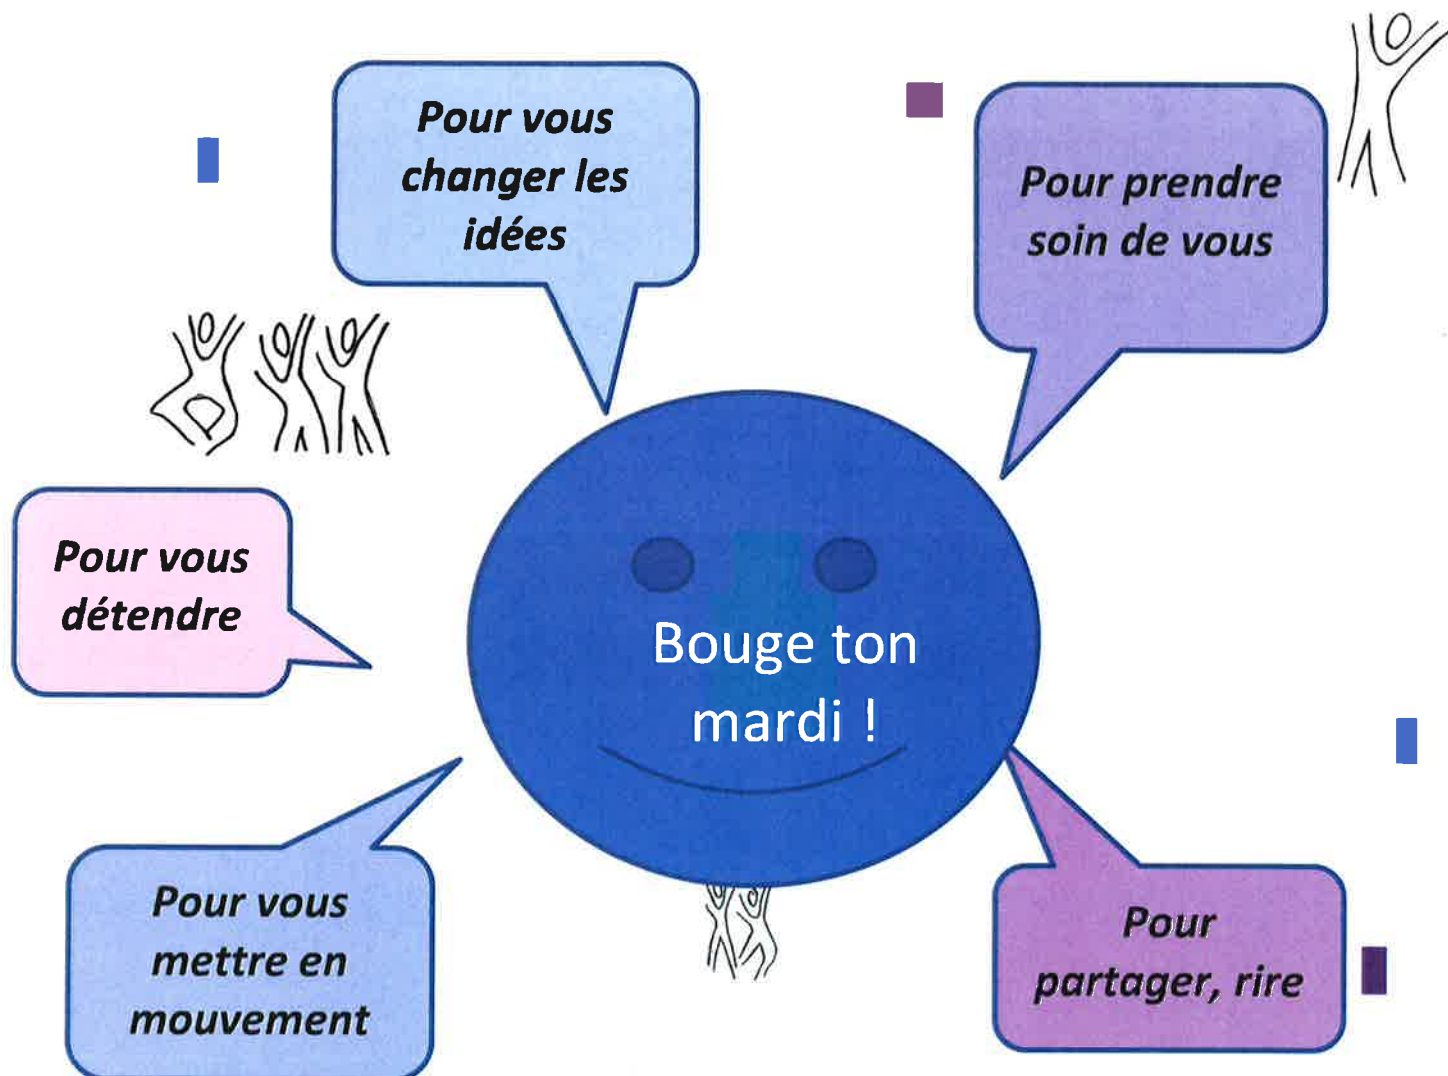 Pour vous
changer les
idées
Pour prendre
soin de vous
Pour vous
détendre
Bouge ton
mardi !
Pour vous
mettre en
mouvement
Pour
partager, rire